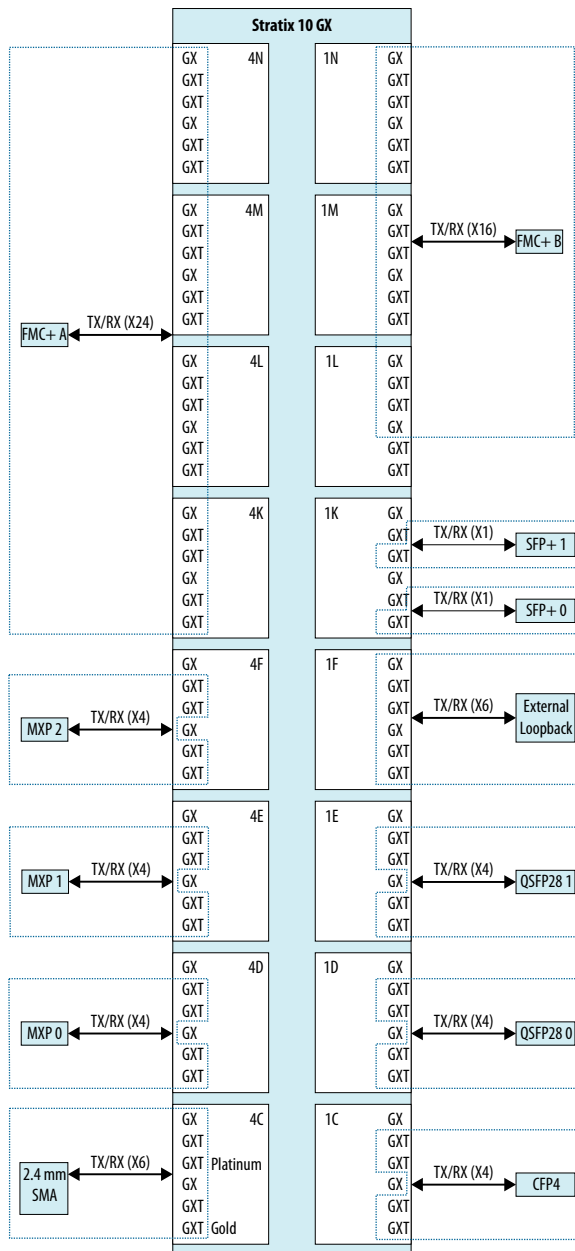 Stratix 10 GX
GX 4N
GXT
GXT
GX
GXT
GXT
1N GX
GXT
GXT
GX
GXT
GXT
GX 4M
GXT
GXT
GX
GXT
GXT
1M GX
GXT
GXT
GX
GXT
GXT
TX/RX (X16)
FMC+ B
FMC+ A
TX/RX (X24)
GX 4L
GXT
GXT
GX
GXT
GXT
1L GX
GXT
GXT
GX
GXT
GXT
GX 4K
GXT
GXT
GX
GXT
GXT
1K GX
GXT
GXT
GX
GXT
GXT
TX/RX (X1)
SFP+ 1
TX/RX (X1)
SFP+ 0
MXP 2
TX/RX (X4)
GX 4F
GXT
GXT
GX
GXT
GXT
1F GX
GXT
GXT
GX
GXT
GXT
TX/RX (X6)
External
Loopback
MXP 1
TX/RX (X4)
GX 4E
GXT
GXT
GX
GXT
GXT
1E GX
GXT
GXT
GX
GXT
GXT
TX/RX (X4)
QSFP28 1
MXP 0
TX/RX (X4)
GX 4D
GXT
GXT
GX
GXT
GXT
1D GX
GXT
GXT
GX
GXT
GXT
TX/RX (X4)
QSFP28 0
2.4 mm
SMA
TX/RX (X6)
GX 4C
GXT
GXT Platinum
GX
GXT
GXT Gold
1C GX
GXT
GXT
GX
GXT
GXT
TX/RX (X4)
CFP4